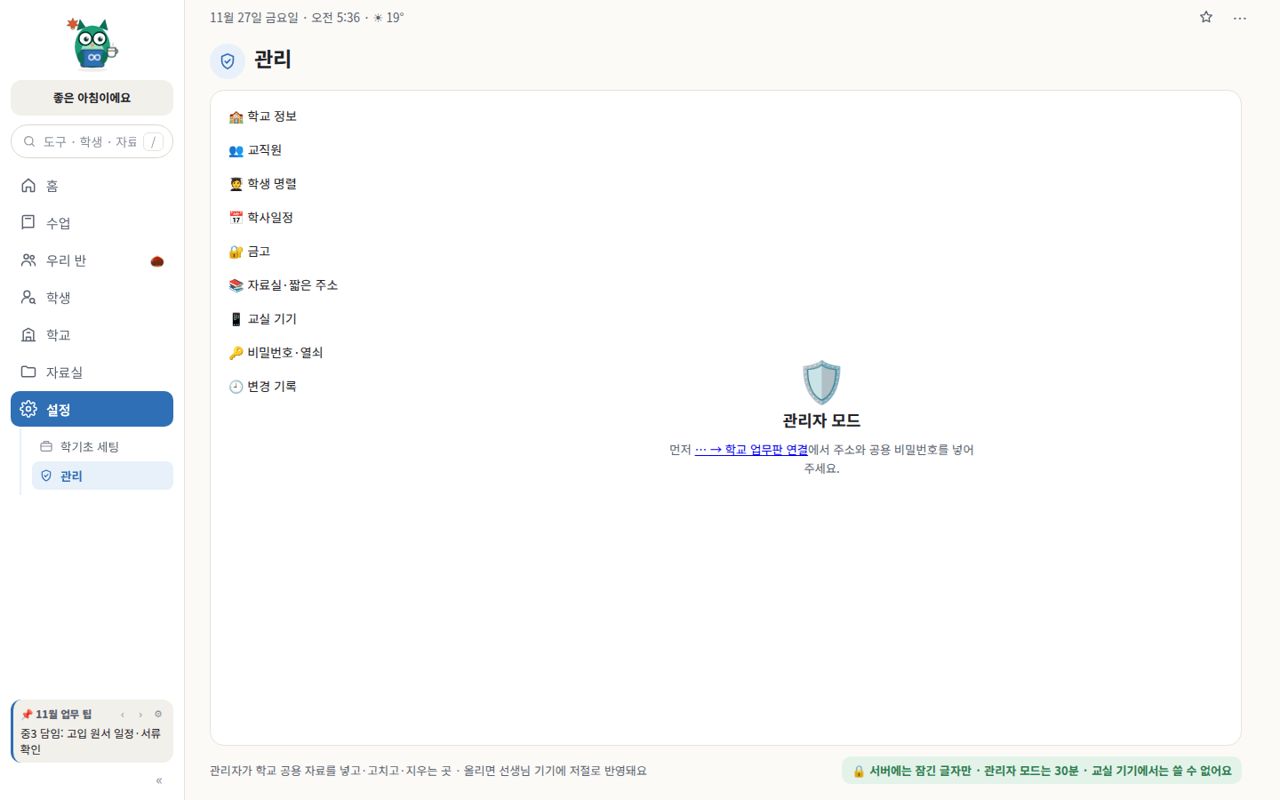 11월 27일 금요일 · 오전 5:36 · ☀ 19°
좋은 아침이에요
도구 · 학생 · 자료
/
홈
수업
우리 반
학생
학교
자료실
설정
학기초 세팅
관리
📌 11월 업무 팁
중3 담임: 고입 원서 일정·서류
확인
«
관리
🏫 학교 정보
👥 교직원
🧑‍🎓 학생 명렬
📅 학사일정
🔐 금고
📚 자료실·짧은 주소
📱 교실 기기
🔑 비밀번호·열쇠
🕘 변경 기록
관리자 모드
먼저 ⋯ → 학교 업무판 연결에서 주소와 공용 비밀번호를 넣어
주세요.
관리자가 학교 공용 자료를 넣고·고치고·지우는 곳 · 올리면 선생님 기기에 저절로 반영돼요
🔒 서버에는 잠긴 글자만 · 관리자 모드는 30분 · 교실 기기에서는 쓸 수 없어요